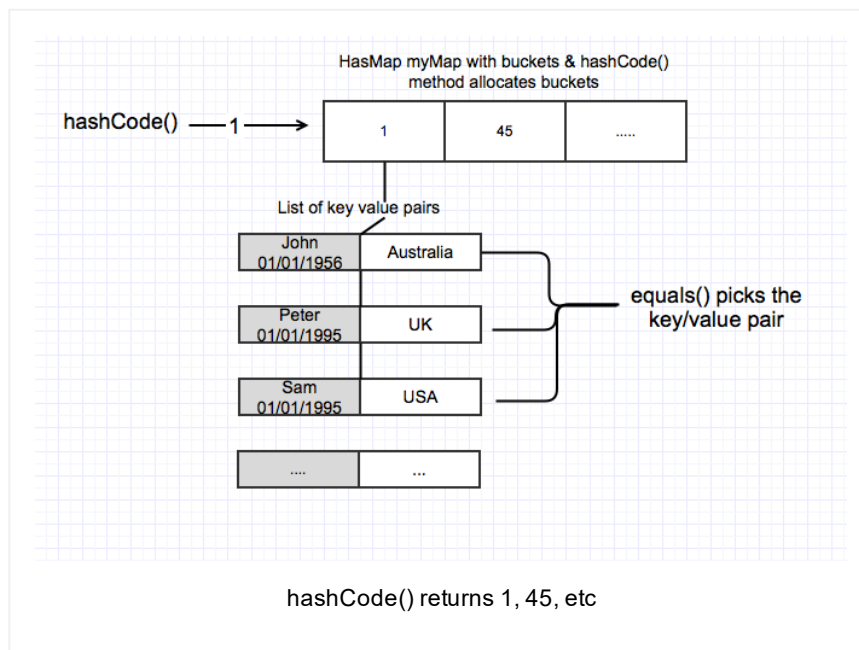 HasMap myMap with buckets & hashCode()
method allocates buckets
hashCode()
1
1
45
.....
List of key value pairs
John
01/01/1956
Australia
Peter
01/01/1995
UK
Sam
01/01/1995
USA
....
...
equals() picks the
key/value pair
hashCode() returns 1, 45, etc